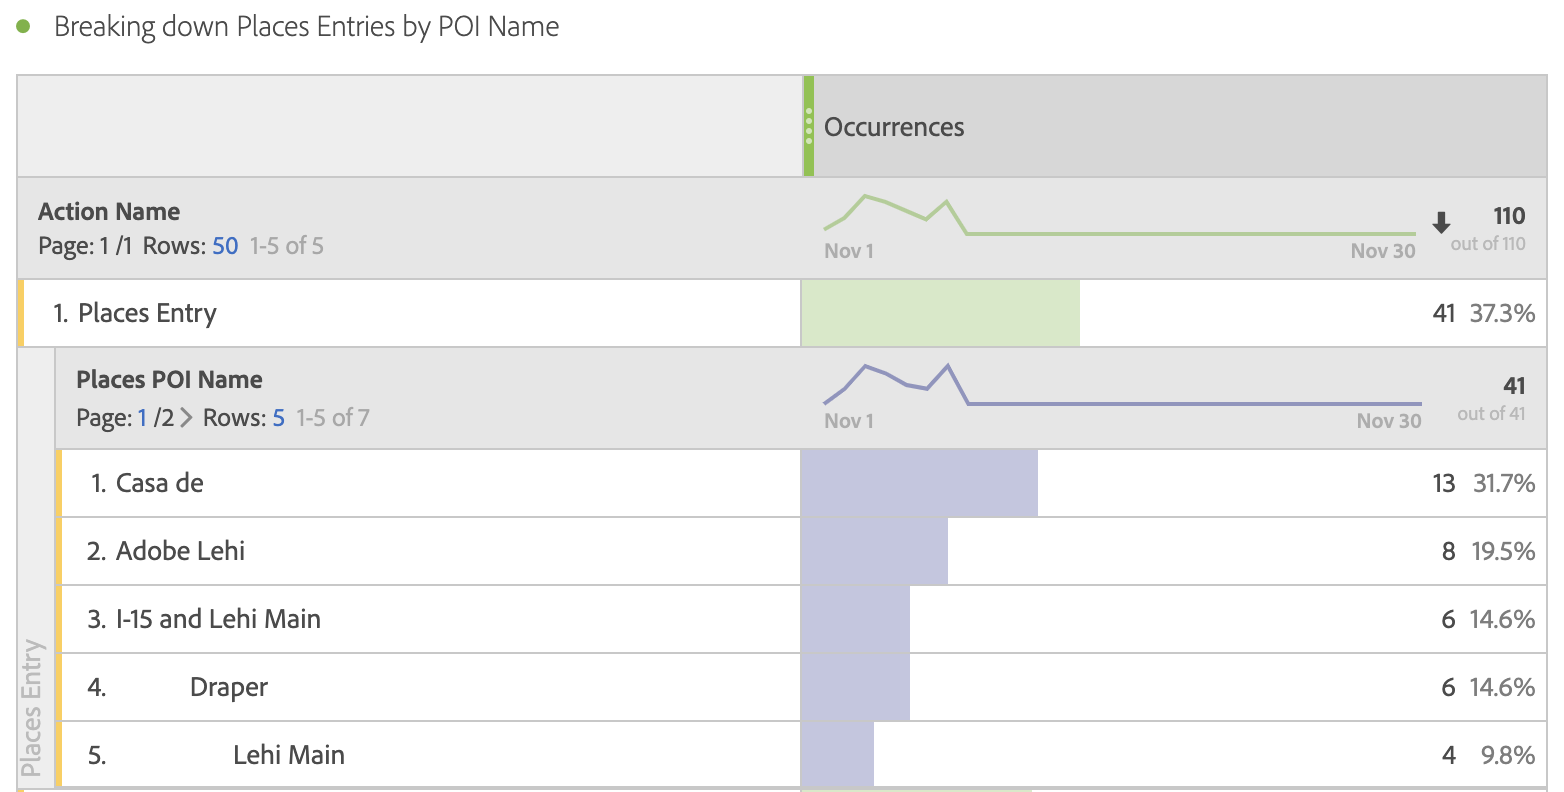 Breaking down Places Entries by POI Name
Occurrences
Action Name
Page: 1 /1 Rows: 50 1-5 of 5
Nov 1
Nov 30
110
out of 110
1. Places Entry
41 37.3%
Places Entry
Places POI Name
Page: 1 /2 > Rows: 5 1-5 of 7
Nov 1
Nov 30
41
out of 41
1. Casa de
13 31.7%
2. Adobe Lehi
8 19.5%
3. I-15 and Lehi Main
6 14.6%
4. Draper
6 14.6%
5. Lehi Main
4 9.8%